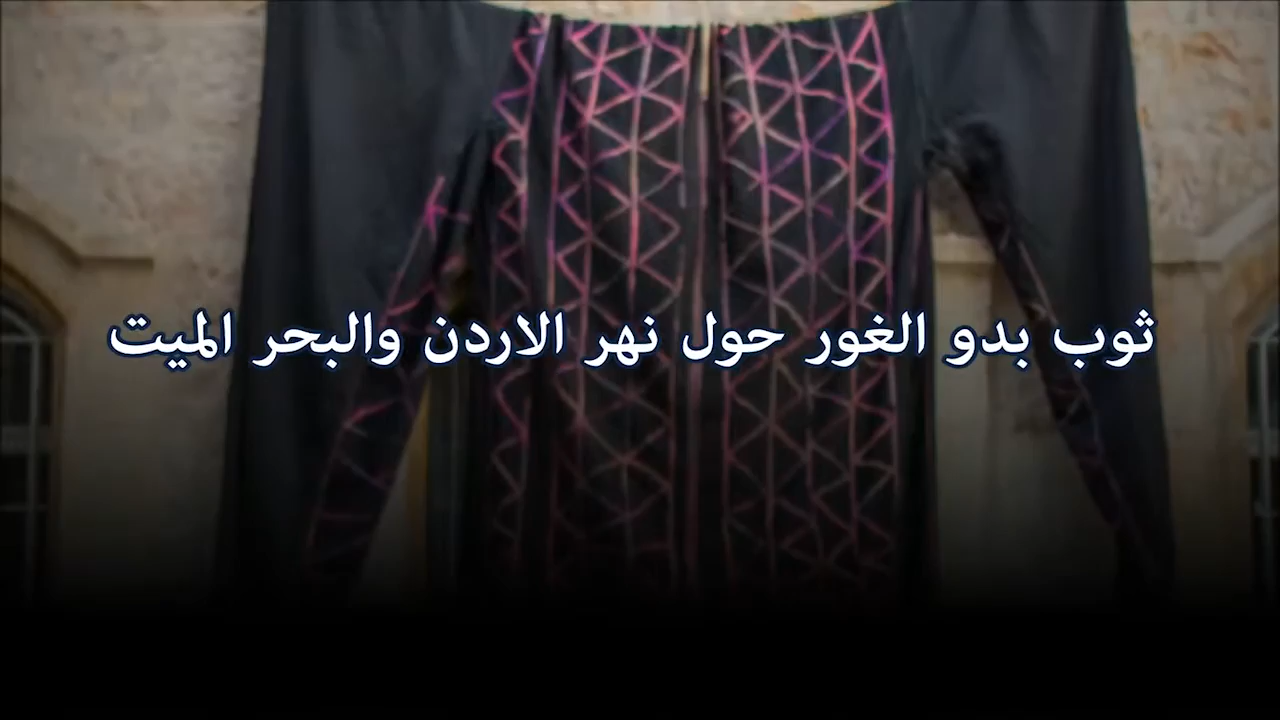 ثوب بدو الغور حول نهر الاردن والبحر الميت